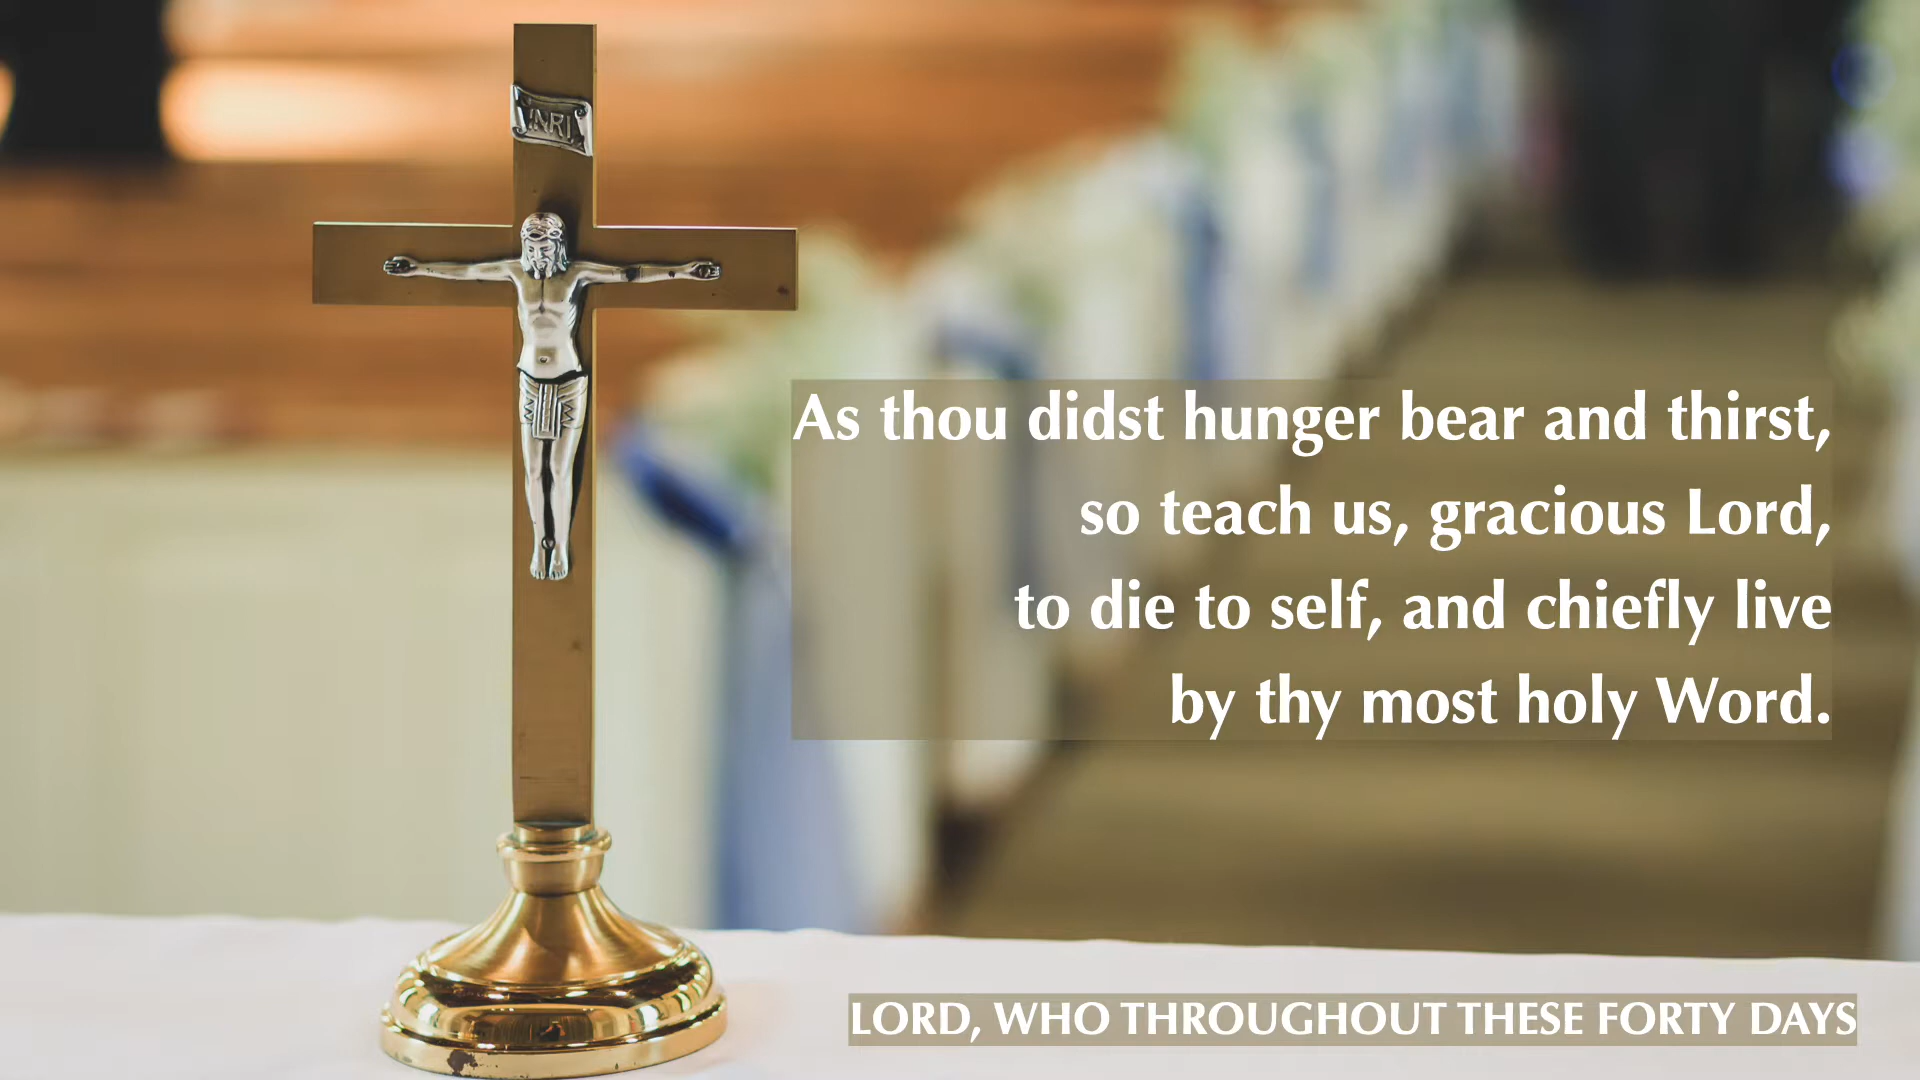 INRI
As thou didst hunger bear and thirst,
so teach us, gracious Lord,
to die to self, and chiefly live
by thy most holy Word.
LORD, WHO THROUGHOUT THESE FORTY DAYS